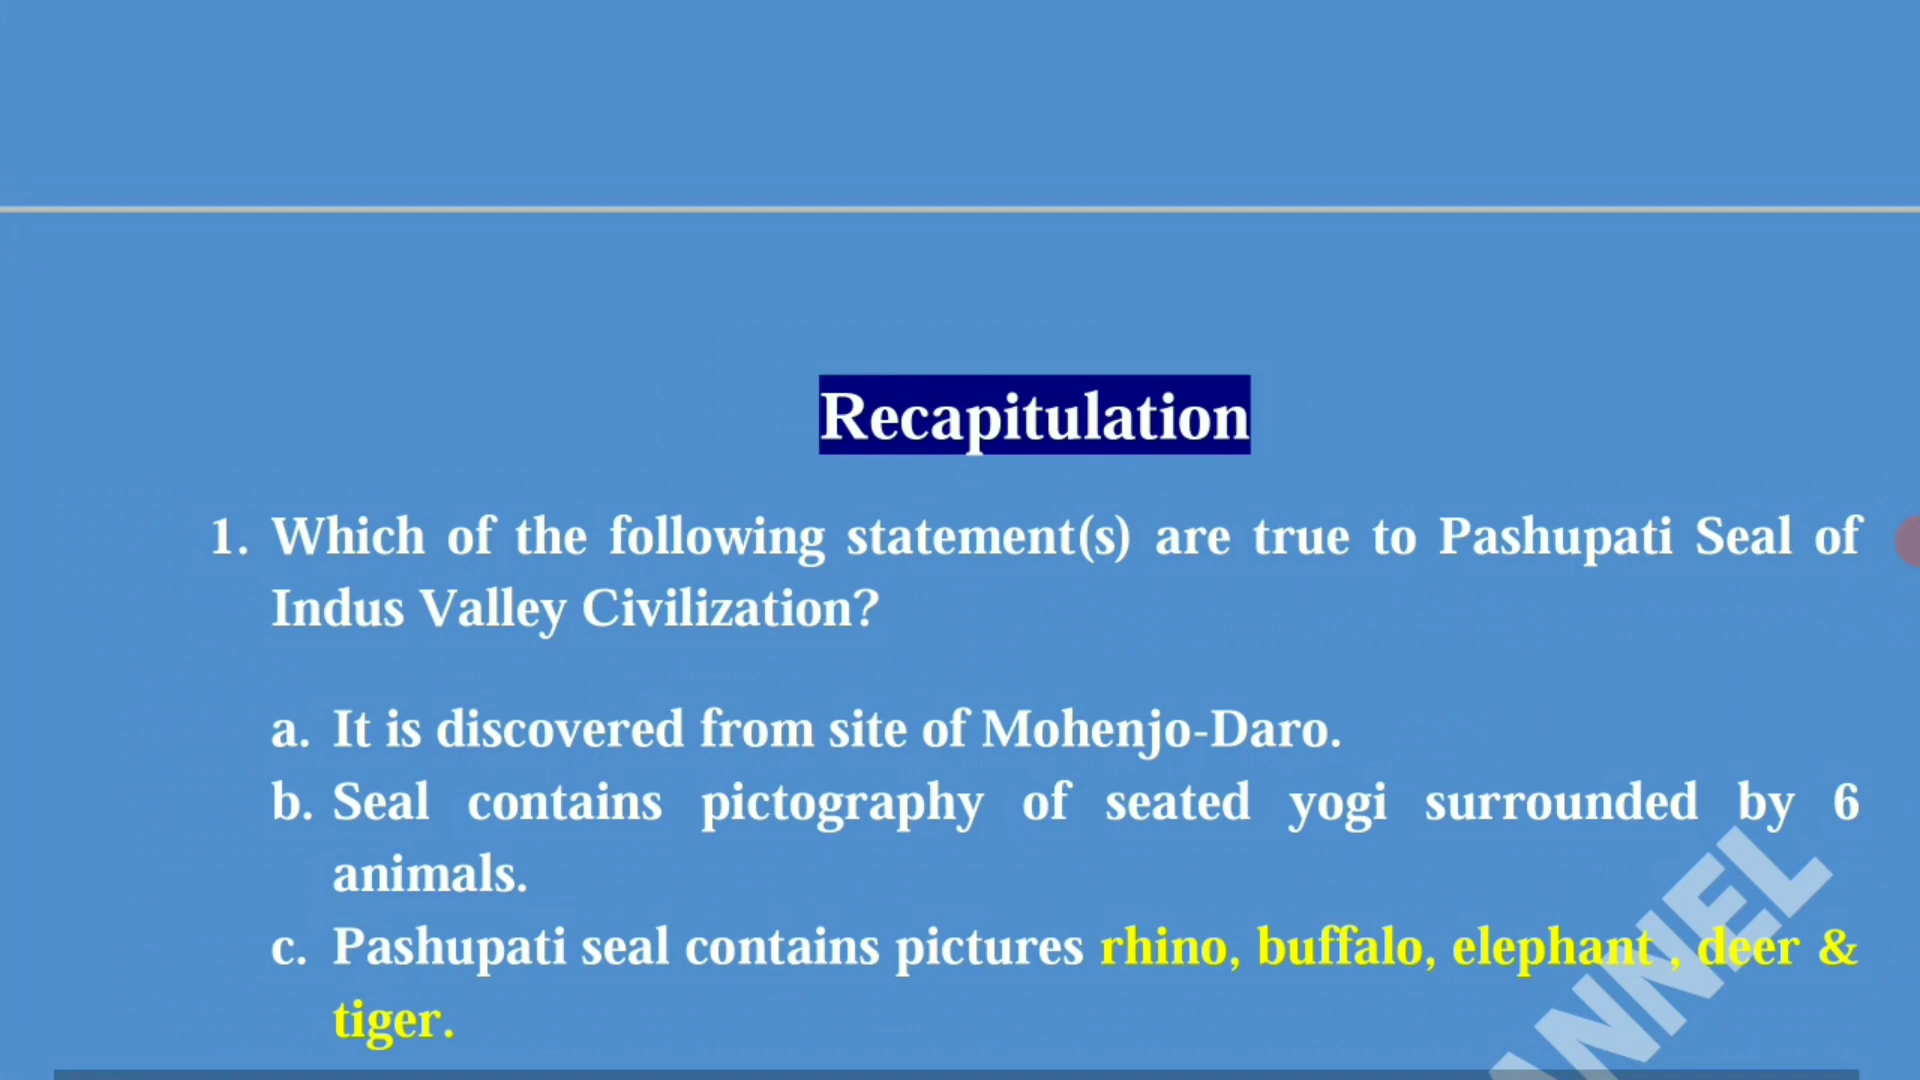 Recapitulation
1. Which of the following statement(s) are true to Pashupati Seal of
Indus Valley Civilization?
a. It is discovered from site of Mohenjo-Daro.
b. Seal contains pictography of seated yogi surrounded by 6
animals.
c. Pashupati seal contains pictures rhino, buffalo, elephant , deer &
tiger.